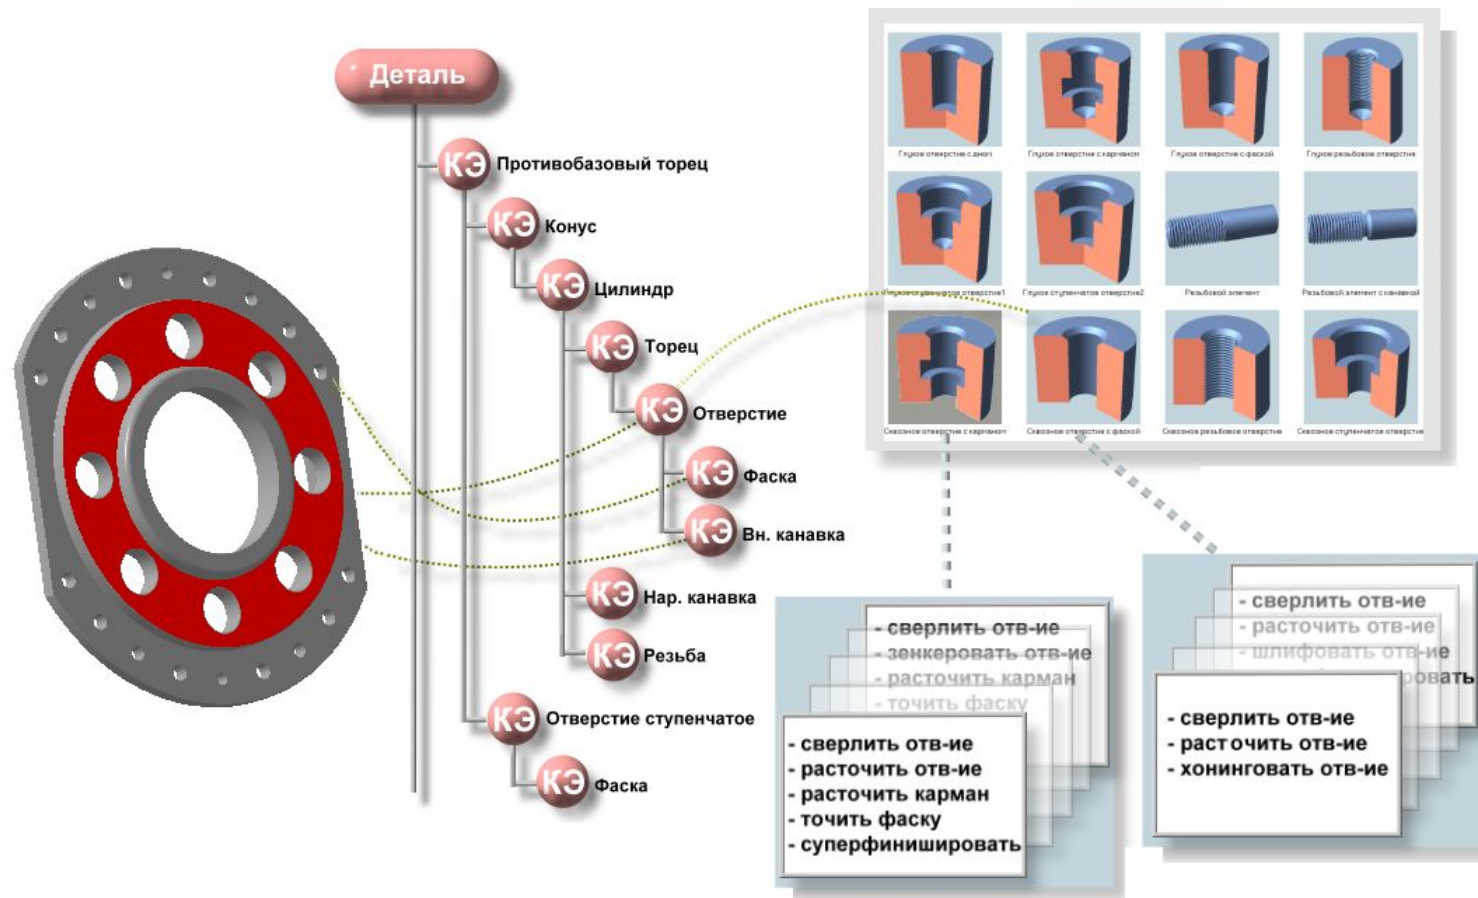 Деталь
КЭ Противобазовый торец
КЭ Конус
КЭ Цилиндр
КЭ Торец
КЭ Отверстие
КЭ Фаска
КЭ Вн. канавка
КЭ Нар. канавка
КЭ Резьба
КЭ Отверстие ступенчатое
КЭ Фаска
Глухое отверстие с дном
Глухое отверстие с карманом
Глухое отверстие с фаской
Глухое резьбовое отверстие
Глухое ступенчатое отверстие1
Глухое ступенчатое отверстие2
Резьбовой элемент
Резьбовой элемент с канавкой
Сквозное отверстие с карманом
Сквозное отверстие с фаской
Сквозное резьбовое отверстие
Сквозное ступенчатое отверстие
- сверлить отв-ие
- зенкеровать отв-ие
- расточить карман
- точить фаску
- сверлить отв-ие
- расточить отв-ие
- расточить карман
- точить фаску
- суперфинишировать
- сверлить отв-ие
- расточить отв-ие
- шлифовать отв-ие
- сверлить отв-ие
- расточить отв-ие
- хонинговать отв-ие